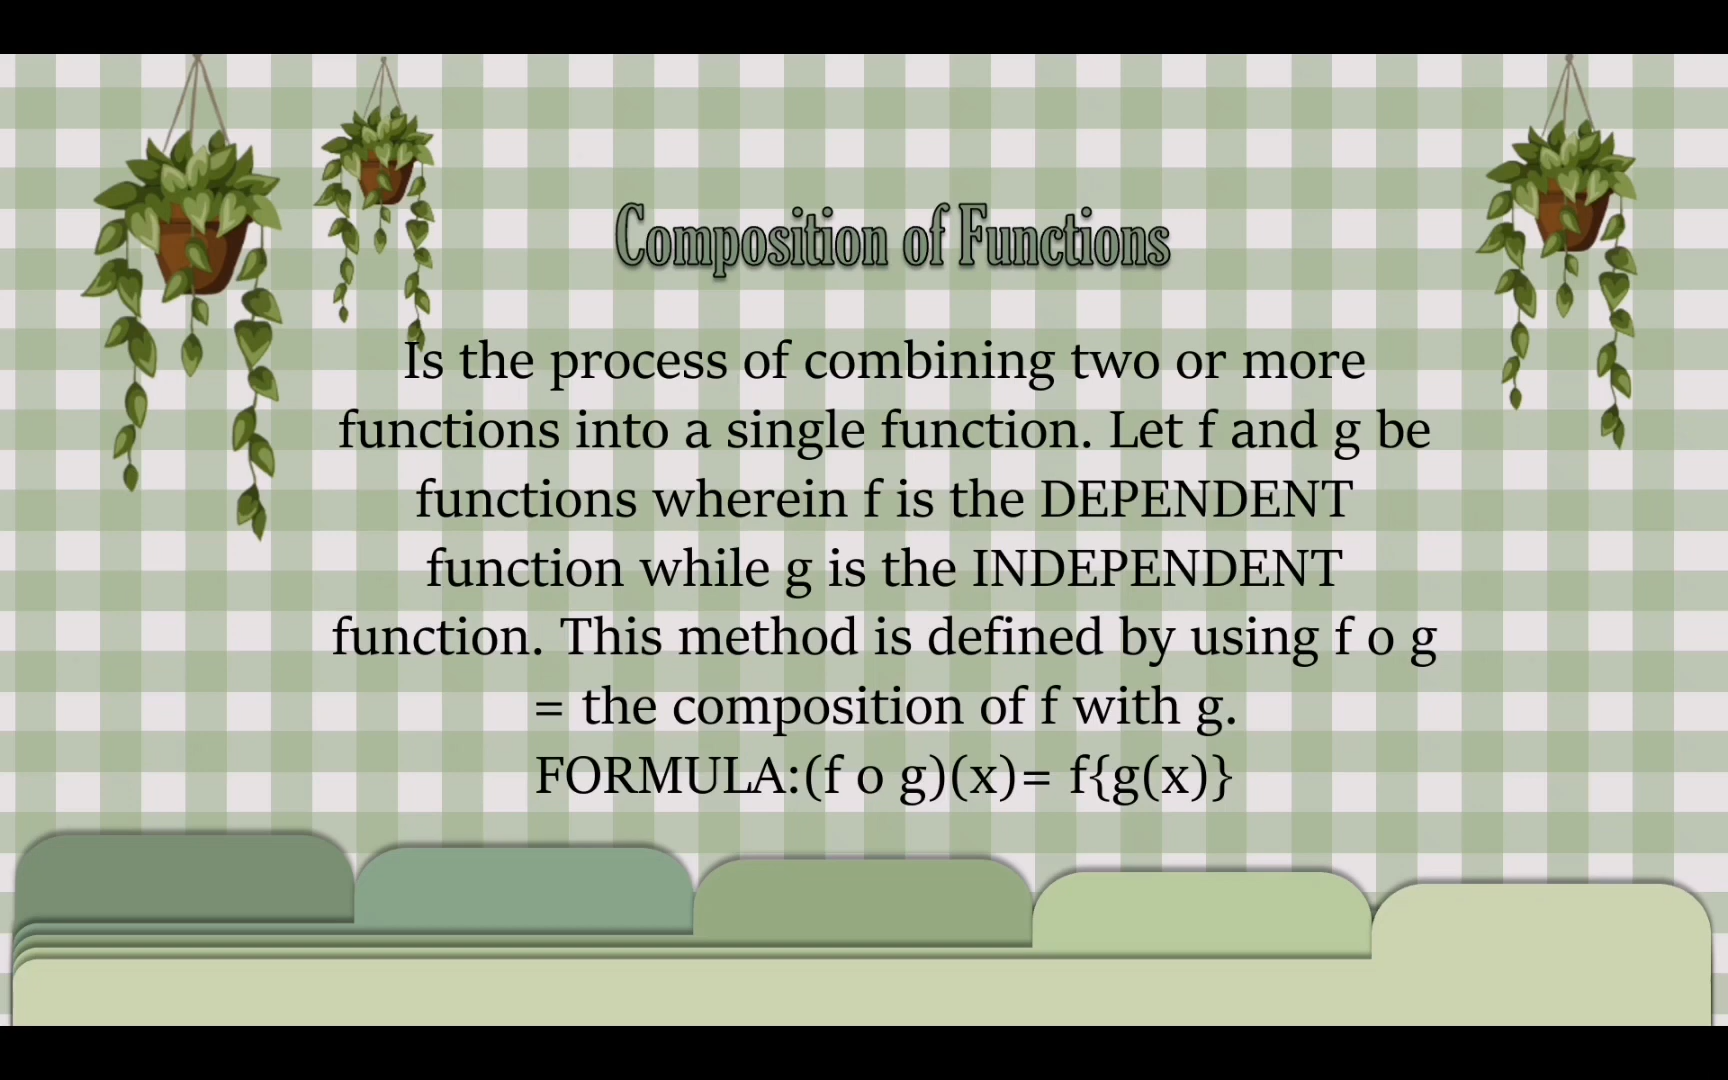 Composition of Functions
Is the process of combining two or more
functions into a single function. Let f and g be
functions wherein f is the DEPENDENT
function while g is the INDEPENDENT
function. This method is defined by using f o g
= the composition of f with g.
FORMULA:(f o g)(x)= f{g(x)}